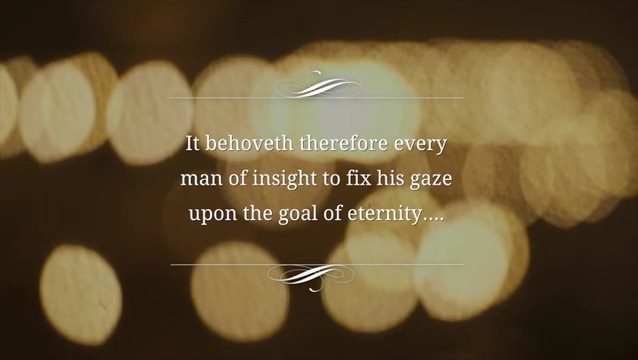 It behoveth therefore every
man of insight to fix his gaze
upon the goal of eternity....